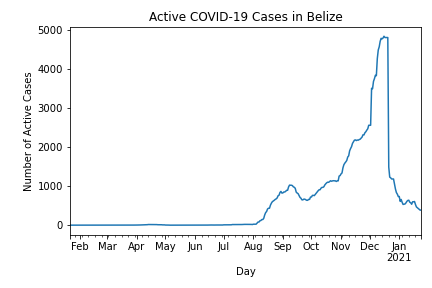 Active COVID-19 Cases in Belize
Number of Active Cases
5000
4000
3000
2000
1000
0
Feb Mar Apr May Jun Jul Aug Sep Oct Nov Dec Jan
2021
Day